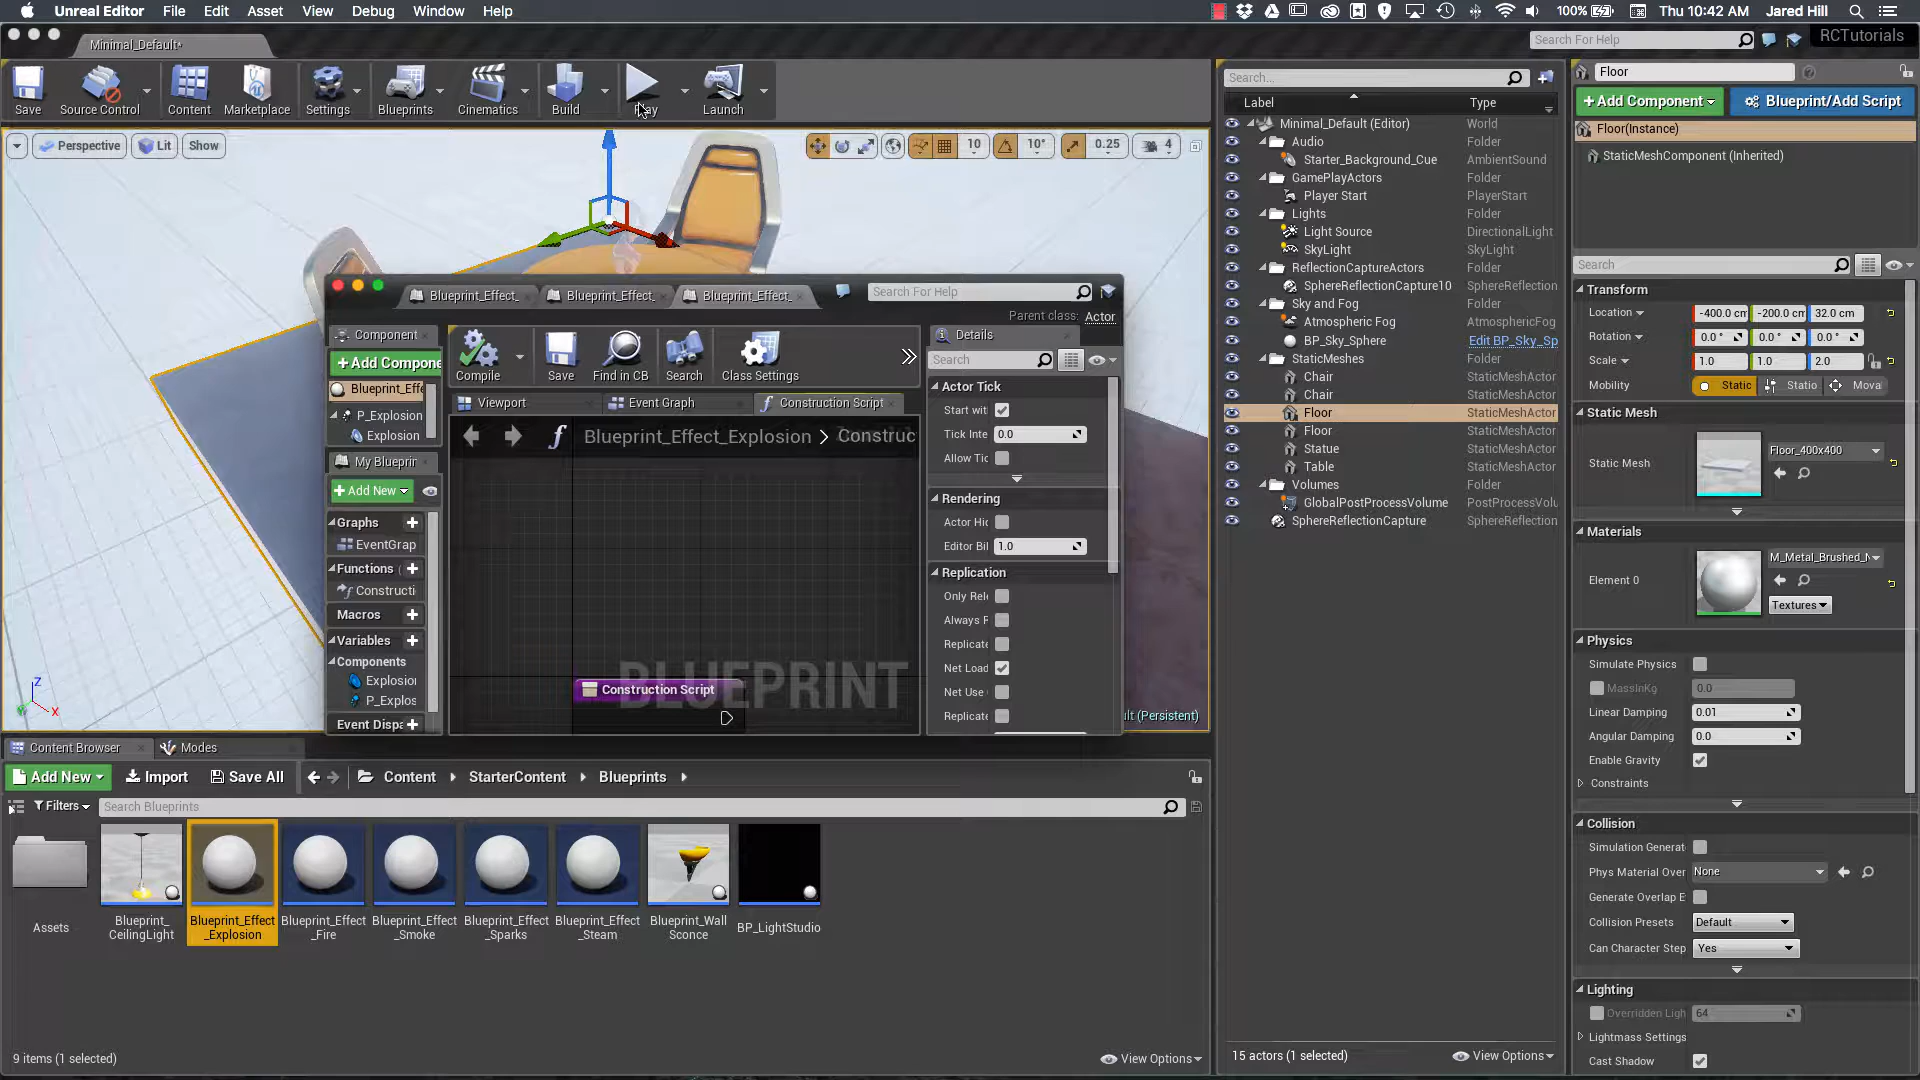 Unreal Editor File Edit Asset View Debug Window Help 100% Thu 10:42 AM Jared Hill
Minimal_Default* Search For Help RCTutorials
Save Source Control Content Marketplace Settings Blueprints Cinematics Build Play Launch
Perspective Lit Show 10 10° 0.25 4
Search...
Label Type
Minimal_Default (Editor) World
Audio Folder
Starter_Background_Cue AmbientSound
GamePlayActors Folder
Player Start PlayerStart
Lights Folder
Light Source DirectionalLight
SkyLight SkyLight
ReflectionCaptureActors Folder
SphereReflectionCapture10 SphereReflection
Sky and Fog Folder
Atmospheric Fog AtmosphericFog
BP_Sky_Sphere Edit BP_Sky_Sp
StaticMeshes Folder
Chair StaticMeshActor
Chair StaticMeshActor
Floor StaticMeshActor
Floor StaticMeshActor
Statue StaticMeshActor
Table StaticMeshActor
Volumes Folder
GlobalPostProcessVolume PostProcessVolu
SphereReflectionCapture SphereReflection
15 actors (1 selected) View Options
Floor
+Add Component Blueprint/Add Script
Floor(Instance)
StaticMeshComponent (Inherited)
Search
Transform
Location -400.0 cm -200.0 cm 32.0 cm
Rotation 0.0° 0.0° 0.0°
Scale 1.0 1.0 2.0
Mobility Static Statio Mova
Static Mesh
Static Mesh Floor_400x400
Materials
Element 0 M_Metal_Brushed_N
Textures
Physics
Simulate Physics
MassInKg 0.0
Linear Damping 0.01
Angular Damping 0.0
Enable Gravity
Constraints
Collision
Simulation Generat
Phys Material Over None
Generate Overlap E
Collision Presets Default
Can Character Step Yes
Lighting
Overridden Ligh 64
Lightmass Settings
Cast Shadow
Blueprint_Effect_ Blueprint_Effect_ Blueprint_Effect_ Search For Help
Parent class: Actor
Component
+Add Compone
Blueprint_Effe
P_Explosion
Explosion
My Blueprin
+Add New
Graphs
EventGrap
Functions (
Constructi
Macros
Variables
Components
Explosion
P_Explos
Event Dispa
Compile Save Find in CB Search Class Settings
Viewport Event Graph Construction Script
Blueprint_Effect_Explosion > Construc
BLUEPRINT
Construction Script
Details
Search
Actor Tick
Start wit
Tick Inte 0.0
Allow Tic
Rendering
Actor Hic
Editor Bil 1.0
Replication
Only Rele
Always R
Replicate
Net Load
Net Use
Replicate
lt (Persistent)
Z
X
Content Browser Modes
Add New Import Save All Content StarterContent Blueprints
Filters Search Blueprints
Assets
Blueprint_
CeilingLight
Blueprint_Effect
_Explosion
Blueprint_Effect
_Fire
Blueprint_Effect
_Smoke
Blueprint_Effect
_Sparks
Blueprint_Effect
_Steam
Blueprint_Wall
Sconce
BP_LightStudio
9 items (1 selected) View Options